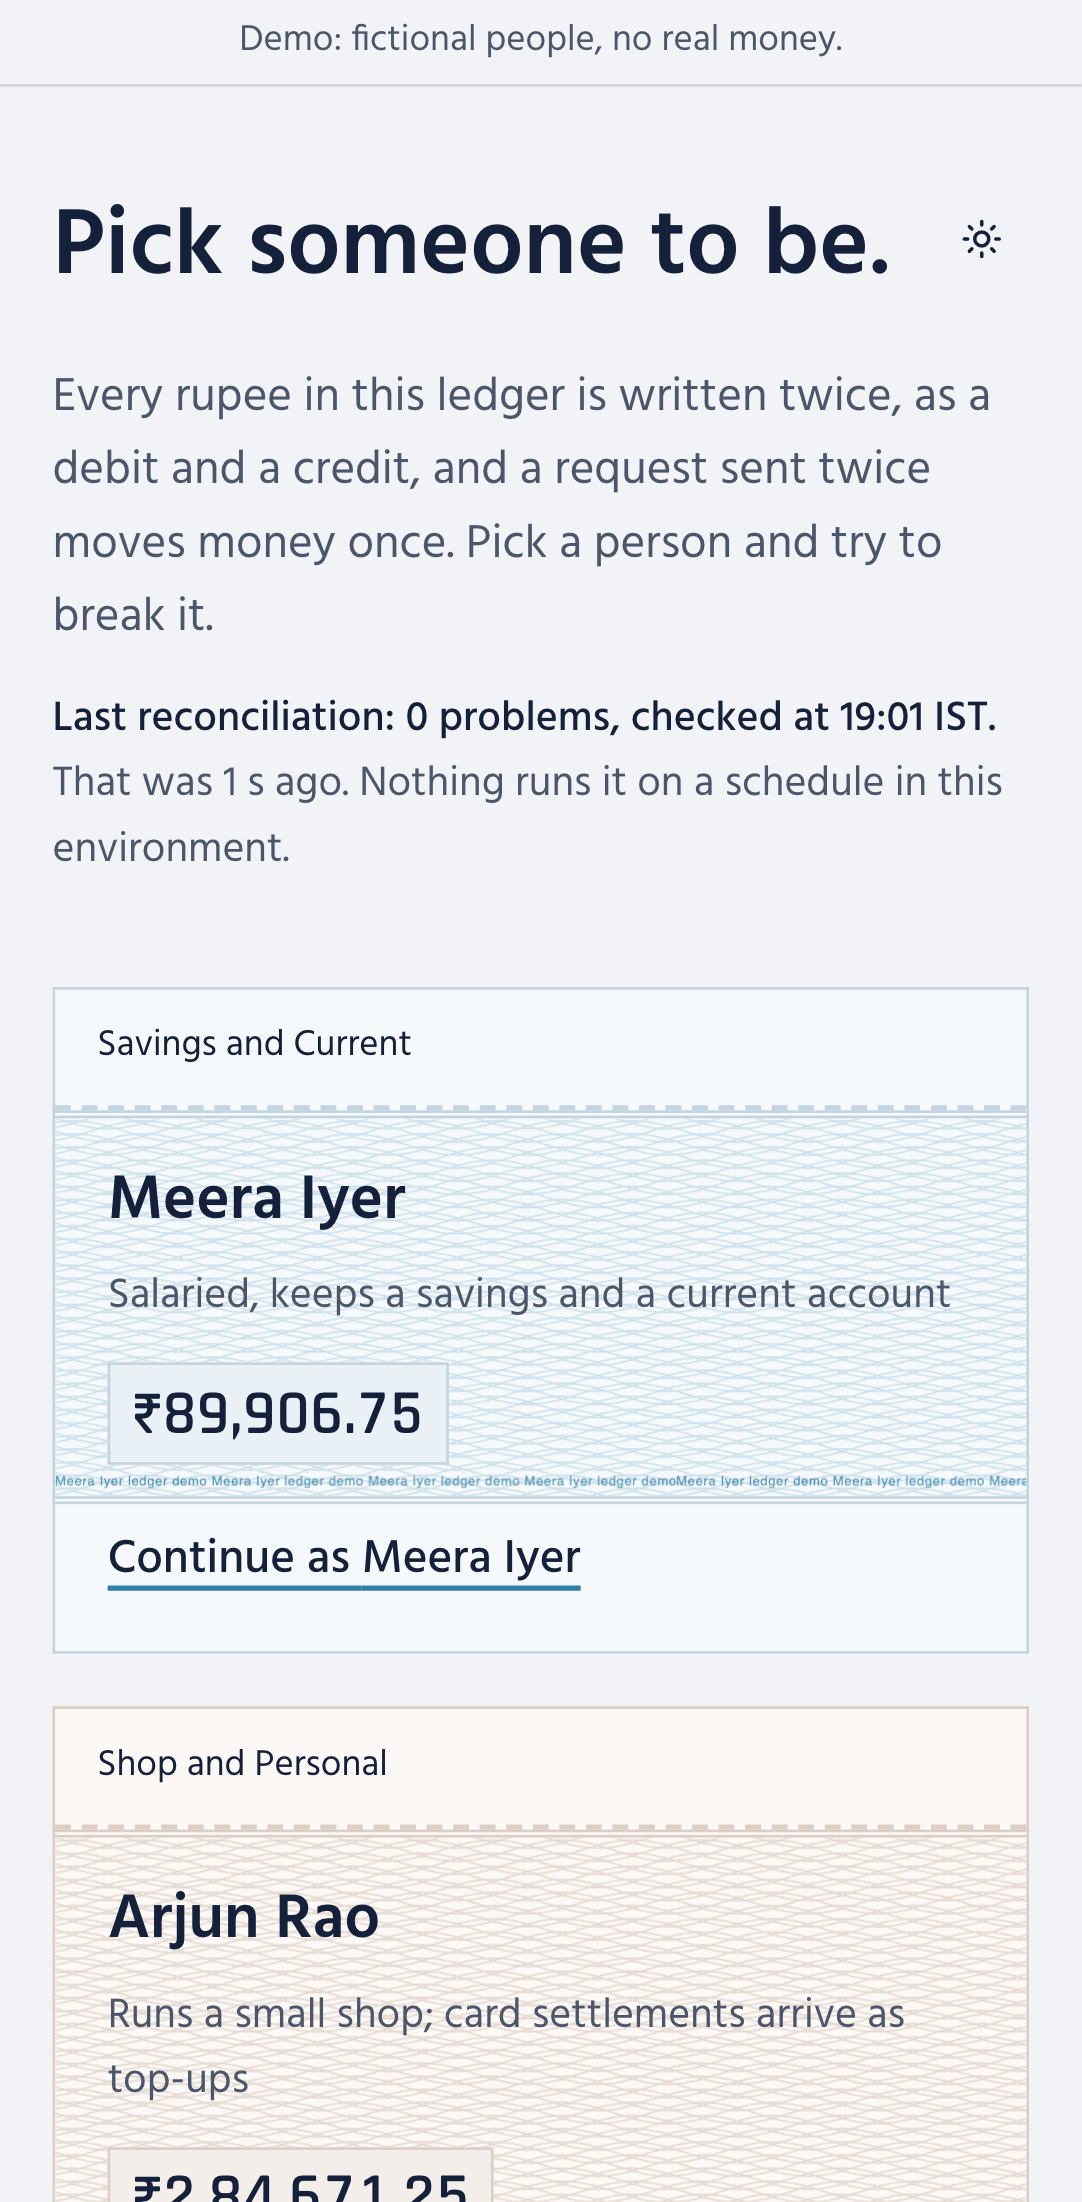 Demo: fictional people, no real money.
Pick someone to be.
Every rupee in this ledger is written twice, as a
debit and a credit, and a request sent twice
moves money once. Pick a person and try to
break it.
Last reconciliation: 0 problems, checked at 19:01 IST.
That was 1 s ago. Nothing runs it on a schedule in this
environment.
Savings and Current
Meera Iyer
Salaried, keeps a savings and a current account
₹89,906.75
Meera Iyer ledger demo Meera Iyer ledger demo Meera Iyer ledger demo Meera Iyer ledger demoMeera Iyer ledger demo Meera Iyer ledger demo Meera
Continue as Meera Iyer
Shop and Personal
Arjun Rao
Runs a small shop; card settlements arrive as
top-ups
₹2,84,671.25